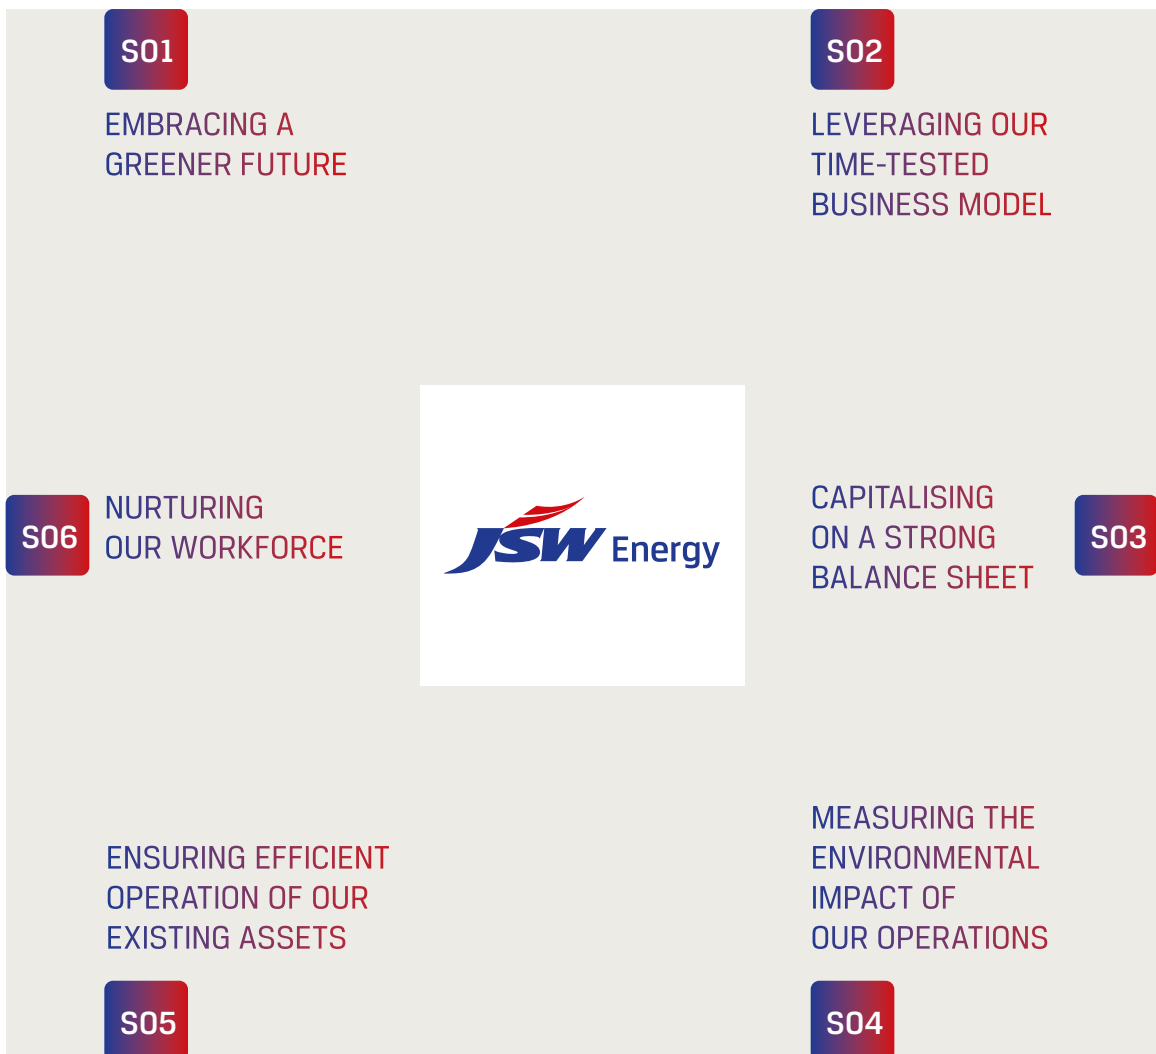 S01
EMBRACING A
GREENER FUTURE
S02
LEVERAGING OUR
TIME-TESTED
BUSINESS MODEL
S03
CAPITALISING
ON A STRONG
BALANCE SHEET
S04
MEASURING THE
ENVIRONMENTAL
IMPACT OF
OUR OPERATIONS
S05
ENSURING EFFICIENT
OPERATION OF OUR
EXISTING ASSETS
S06
NURTURING
OUR WORKFORCE
JSW Energy